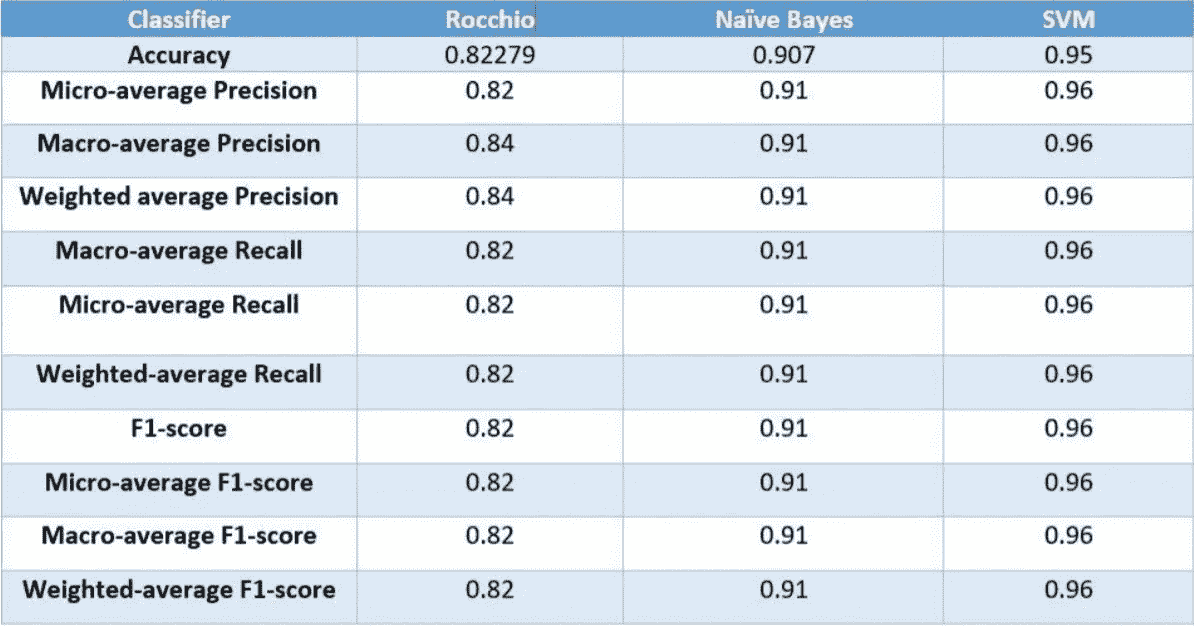 Classifier Rocchio Naïve Bayes SVM
Accuracy 0.82279 0.907 0.95
Micro-average Precision 0.82 0.91 0.96
Macro-average Precision 0.84 0.91 0.96
Weighted average Precision 0.84 0.91 0.96
Macro-average Recall 0.82 0.91 0.96
Micro-average Recall 0.82 0.91 0.96
Weighted-average Recall 0.82 0.91 0.96
F1-score 0.82 0.91 0.96
Micro-average F1-score 0.82 0.91 0.96
Macro-average F1-score 0.82 0.91 0.96
Weighted-average F1-score 0.82 0.91 0.96